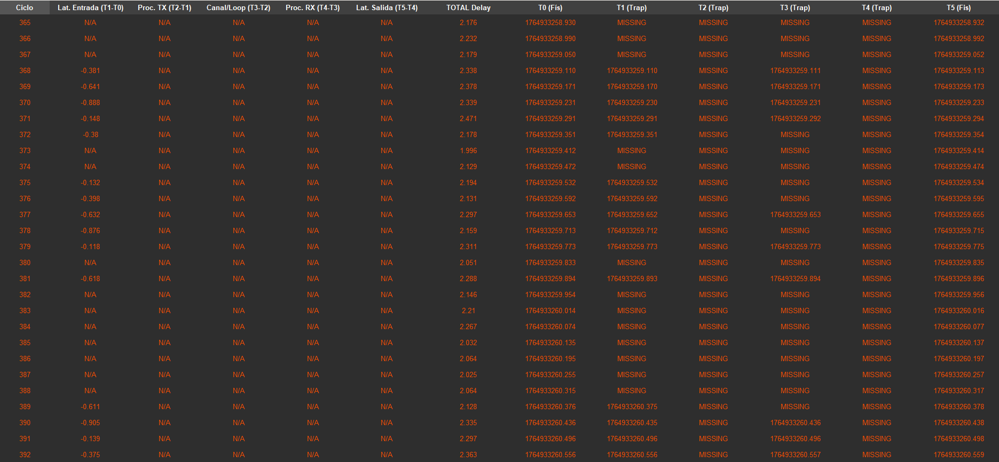 Ciclo Lat. Entrada (T1-T0) Proc. TX (T2-T1) Canal/Loop (T3-T2) Proc. RX (T4-T3) Lat. Salida (T5-T4) TOTAL Delay T0 (Fís) T1 (Trap) T2 (Trap) T3 (Trap) T4 (Trap) T5 (Fis)
365 N/A N/A N/A N/A N/A 2.176 1764933258.930 MISSING MISSING MISSING MISSING 1764933258.932
366 N/A N/A N/A N/A N/A 2.232 1764933258.990 MISSING MISSING MISSING MISSING 1764933258.992
367 N/A N/A N/A N/A N/A 2.179 1764933259.050 MISSING MISSING MISSING MISSING 1764933259.052
368 -0.381 N/A N/A N/A N/A 2.338 1764933259.110 1764933259.110 MISSING 1764933259.111 MISSING 1764933259.113
369 -0.641 N/A N/A N/A N/A 2.378 1764933259.171 1764933259.170 MISSING 1764933259.171 MISSING 1764933259.173
370 -0.888 N/A N/A N/A N/A 2.339 1764933259.231 1764933259.230 MISSING 1764933259.231 MISSING 1764933259.233
371 -0.148 N/A N/A N/A N/A 2.471 1764933259.291 1764933259.291 MISSING 1764933259.292 MISSING 1764933259.294
372 -0.38 N/A N/A N/A N/A 2.178 1764933259.351 1764933259.351 MISSING MISSING MISSING 1764933259.354
373 N/A N/A N/A N/A N/A 1.996 1764933259.412 MISSING MISSING MISSING MISSING 1764933259.414
374 N/A N/A N/A N/A N/A 2.129 1764933259.472 MISSING MISSING MISSING MISSING 1764933259.474
375 -0.132 N/A N/A N/A N/A 2.194 1764933259.532 1764933259.532 MISSING MISSING MISSING 1764933259.534
376 -0.398 N/A N/A N/A N/A 2.131 1764933259.592 1764933259.592 MISSING MISSING MISSING 1764933259.595
377 -0.632 N/A N/A N/A N/A 2.297 1764933259.653 1764933259.652 MISSING 1764933259.653 MISSING 1764933259.655
378 -0.876 N/A N/A N/A N/A 2.159 1764933259.713 1764933259.712 MISSING MISSING MISSING 1764933259.715
379 -0.118 N/A N/A N/A N/A 2.311 1764933259.773 1764933259.773 MISSING 1764933259.773 MISSING 1764933259.775
380 N/A N/A N/A N/A N/A 2.051 1764933259.833 MISSING MISSING MISSING MISSING 1764933259.835
381 -0.618 N/A N/A N/A N/A 2.288 1764933259.894 1764933259.893 MISSING 1764933259.894 MISSING 1764933259.896
382 N/A N/A N/A N/A N/A 2.146 1764933259.954 MISSING MISSING MISSING MISSING 1764933259.956
383 N/A N/A N/A N/A N/A 2.21 1764933260.014 MISSING MISSING MISSING MISSING 1764933260.016
384 N/A N/A N/A N/A N/A 2.267 1764933260.074 MISSING MISSING MISSING MISSING 1764933260.077
385 N/A N/A N/A N/A N/A 2.032 1764933260.135 MISSING MISSING MISSING MISSING 1764933260.137
386 N/A N/A N/A N/A N/A 2.064 1764933260.195 MISSING MISSING MISSING MISSING 1764933260.197
387 N/A N/A N/A N/A N/A 2.025 1764933260.255 MISSING MISSING MISSING MISSING 1764933260.257
388 N/A N/A N/A N/A N/A 2.064 1764933260.315 MISSING MISSING MISSING MISSING 1764933260.317
389 -0.611 N/A N/A N/A N/A 2.128 1764933260.376 1764933260.375 MISSING MISSING MISSING 1764933260.378
390 -0.905 N/A N/A N/A N/A 2.335 1764933260.436 1764933260.435 MISSING 1764933260.436 MISSING 1764933260.438
391 -0.139 N/A N/A N/A N/A 2.297 1764933260.496 1764933260.496 MISSING 1764933260.496 MISSING 1764933260.498
392 -0.375 N/A N/A N/A N/A 2.363 1764933260.556 1764933260.556 MISSING 1764933260.557 MISSING 1764933260.559